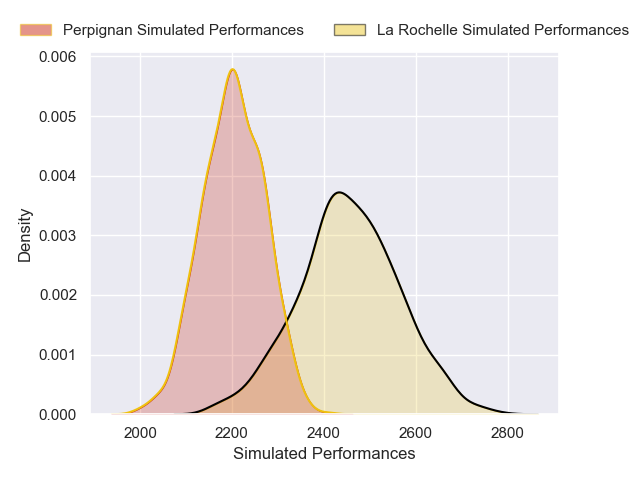 Perpignan Simulated Performances La Rochelle Simulated Performances
0.006
0.005
0.004
0.003
0.002
0.001
0.000
Density
2000 2200 2400 2600 2800
Simulated Performances